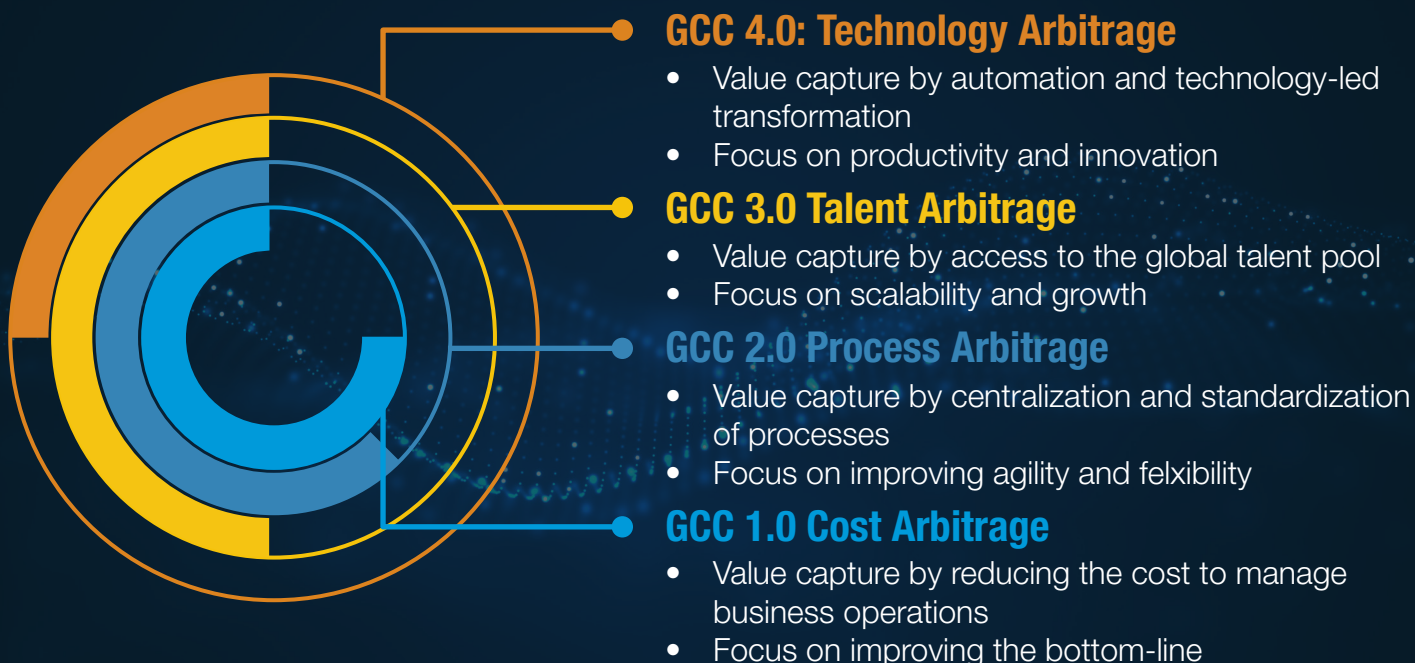 GCC 4.0: Technology Arbitrage
• Value capture by automation and technology-led
transformation
• Focus on productivity and innovation
GCC 3.0 Talent Arbitrage
• Value capture by access to the global talent pool
• Focus on scalability and growth
GCC 2.0 Process Arbitrage
• Value capture by centralization and standardization
of processes
• Focus on improving agility and felxibility
GCC 1.0 Cost Arbitrage
• Value capture by reducing the cost to manage
business operations
• Focus on improving the bottom-line